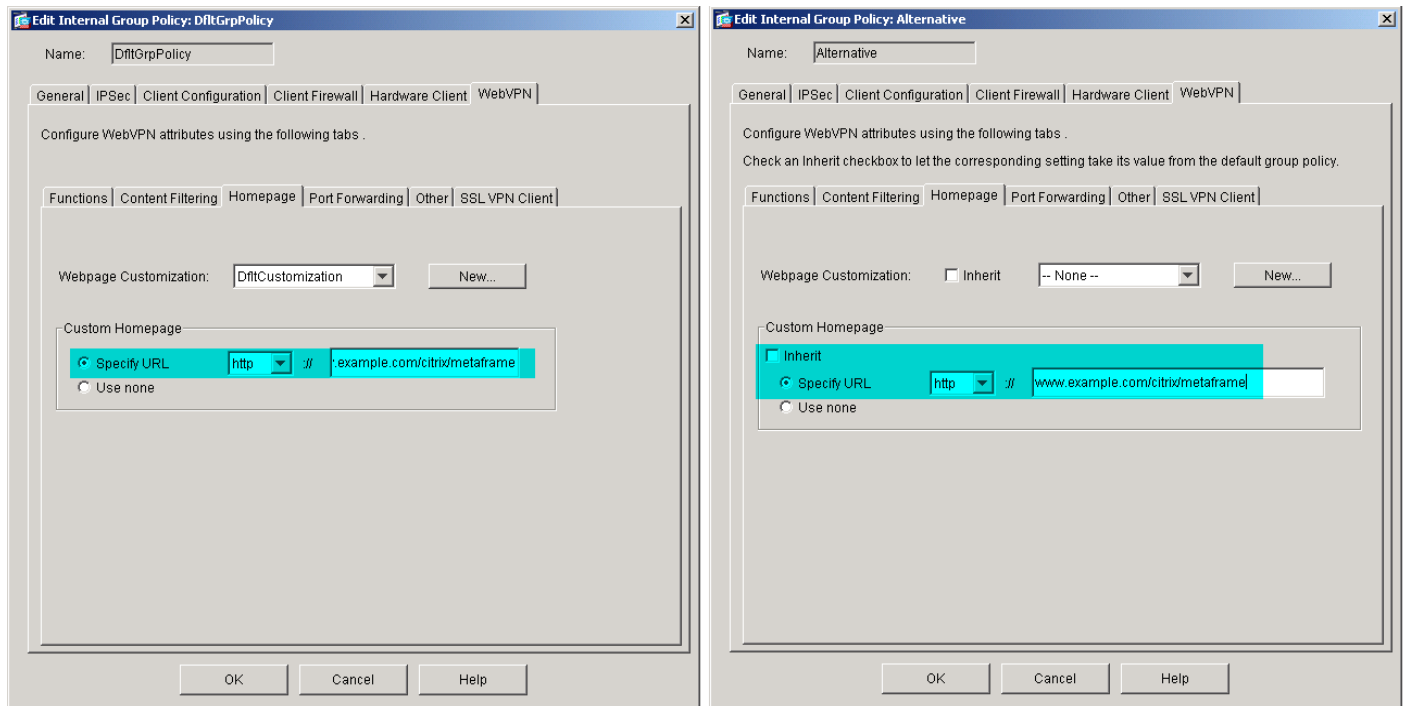 Edit Internal Group Policy: DfltGrpPolicy
Name: DfltGrpPolicy
General IPSec Client Configuration Client Firewall Hardware Client WebVPN
Configure WebVPN attributes using the following tabs .
Functions Content Filtering Homepage Port Forwarding Other SSL VPN Client
Webpage Customization: DfltCustomization New...
Custom Homepage
Specify URL http :// .example.com/citrix/metaframe
Use none
OK Cancel Help
Edit Internal Group Policy: Alternative
Name: Alternative
General IPSec Client Configuration Client Firewall Hardware Client WebVPN
Configure WebVPN attributes using the following tabs .
Check an Inherit checkbox to let the corresponding setting take its value from the default group policy.
Functions Content Filtering Homepage Port Forwarding Other SSL VPN Client
Webpage Customization: Inherit -- None -- New...
Custom Homepage
Inherit
Specify URL http :// www.example.com/citrix/metaframe
Use none
OK Cancel Help